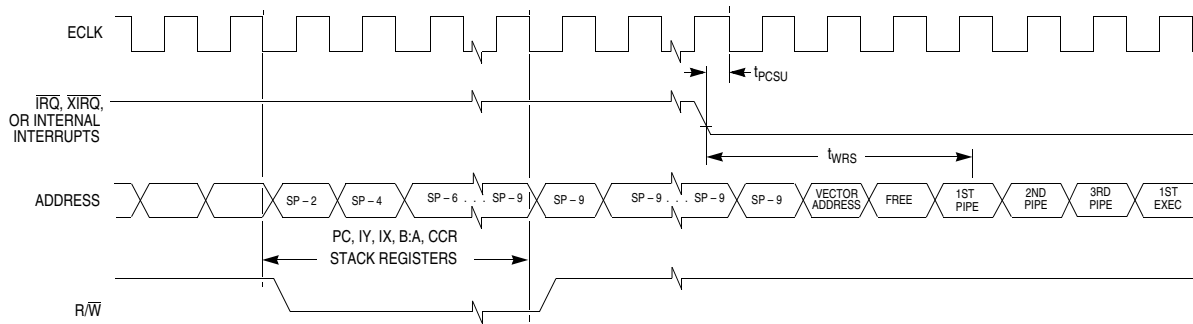 ECLK
tPCSU
IRQ, XIRQ,
OR INTERNAL
INTERRUPTS
tWRS
ADDRESS
SP – 2
SP – 4
SP – 6 . . . SP – 9
SP – 9
SP – 9 . . . SP – 9
SP – 9
VECTOR
ADDRESS
FREE
1ST
PIPE
2ND
PIPE
3RD
PIPE
1ST
EXEC
PC, IY, IX, B:A, CCR
STACK REGISTERS
R/W